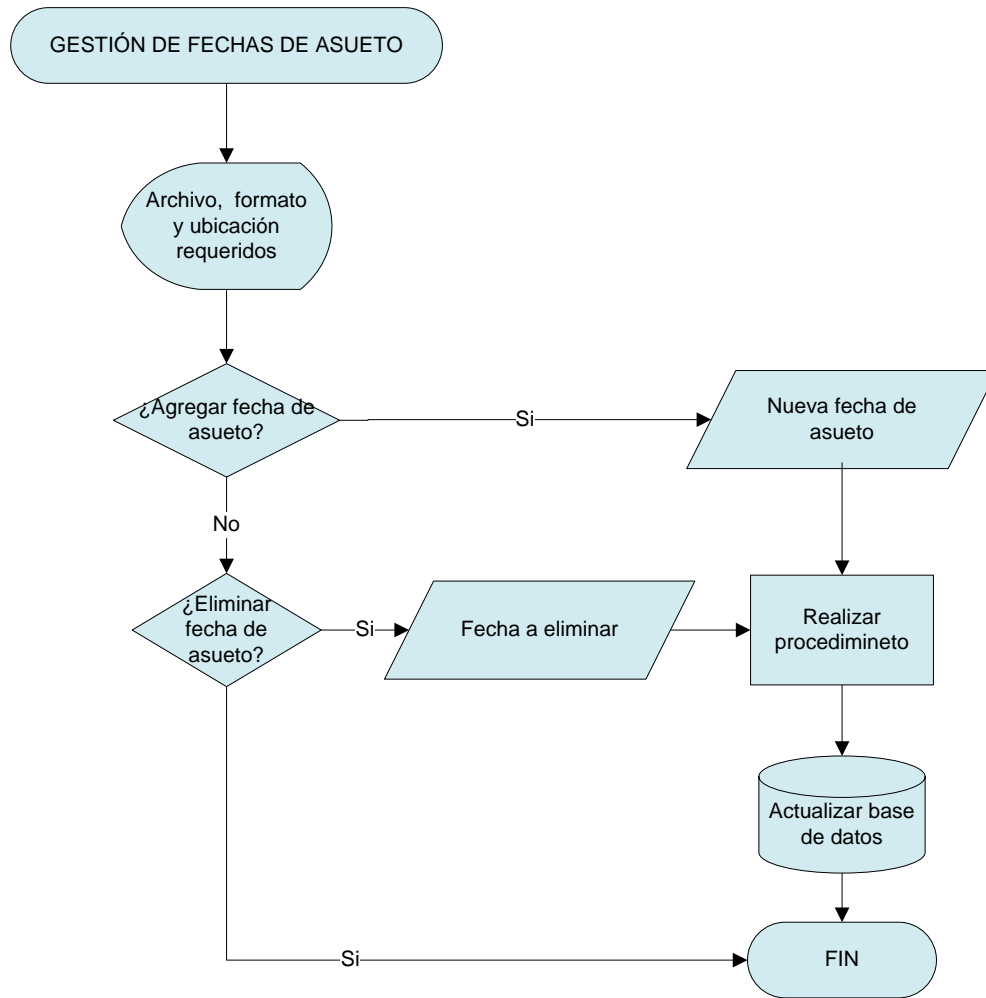 GESTIÓN DE FECHAS DE ASUETO
Archivo, formato
y ubicación
requeridos
¿Agregar fecha de
asueto?
Si
Nueva fecha de
asueto
No
¿Eliminar
fecha de
asueto?
Si
Fecha a eliminar
Realizar
procedimineto
Actualizar base
de datos
Si
FIN